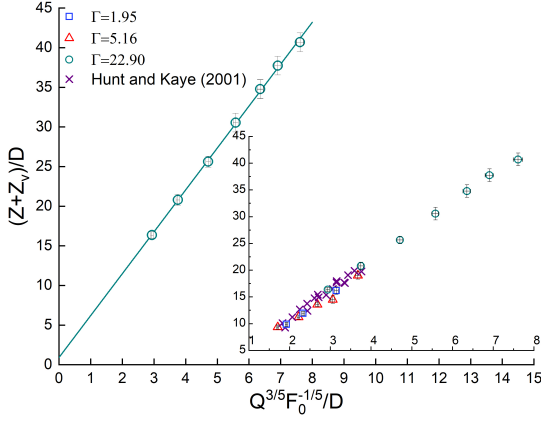 Γ=1.95
Γ=5.16
Γ=22.90
Hunt and Kaye (2001)
(Z+Z_v)/D
45
40
35
30
25
20
15
10
5
0
45
40
35
30
25
20
15
10
5
1 2 3 4 5 6 7 8
0 1 2 3 4 5 6 7 8 9 10 11 12 13 14 15
Q^{3/5}F_0^{-1/5}/D